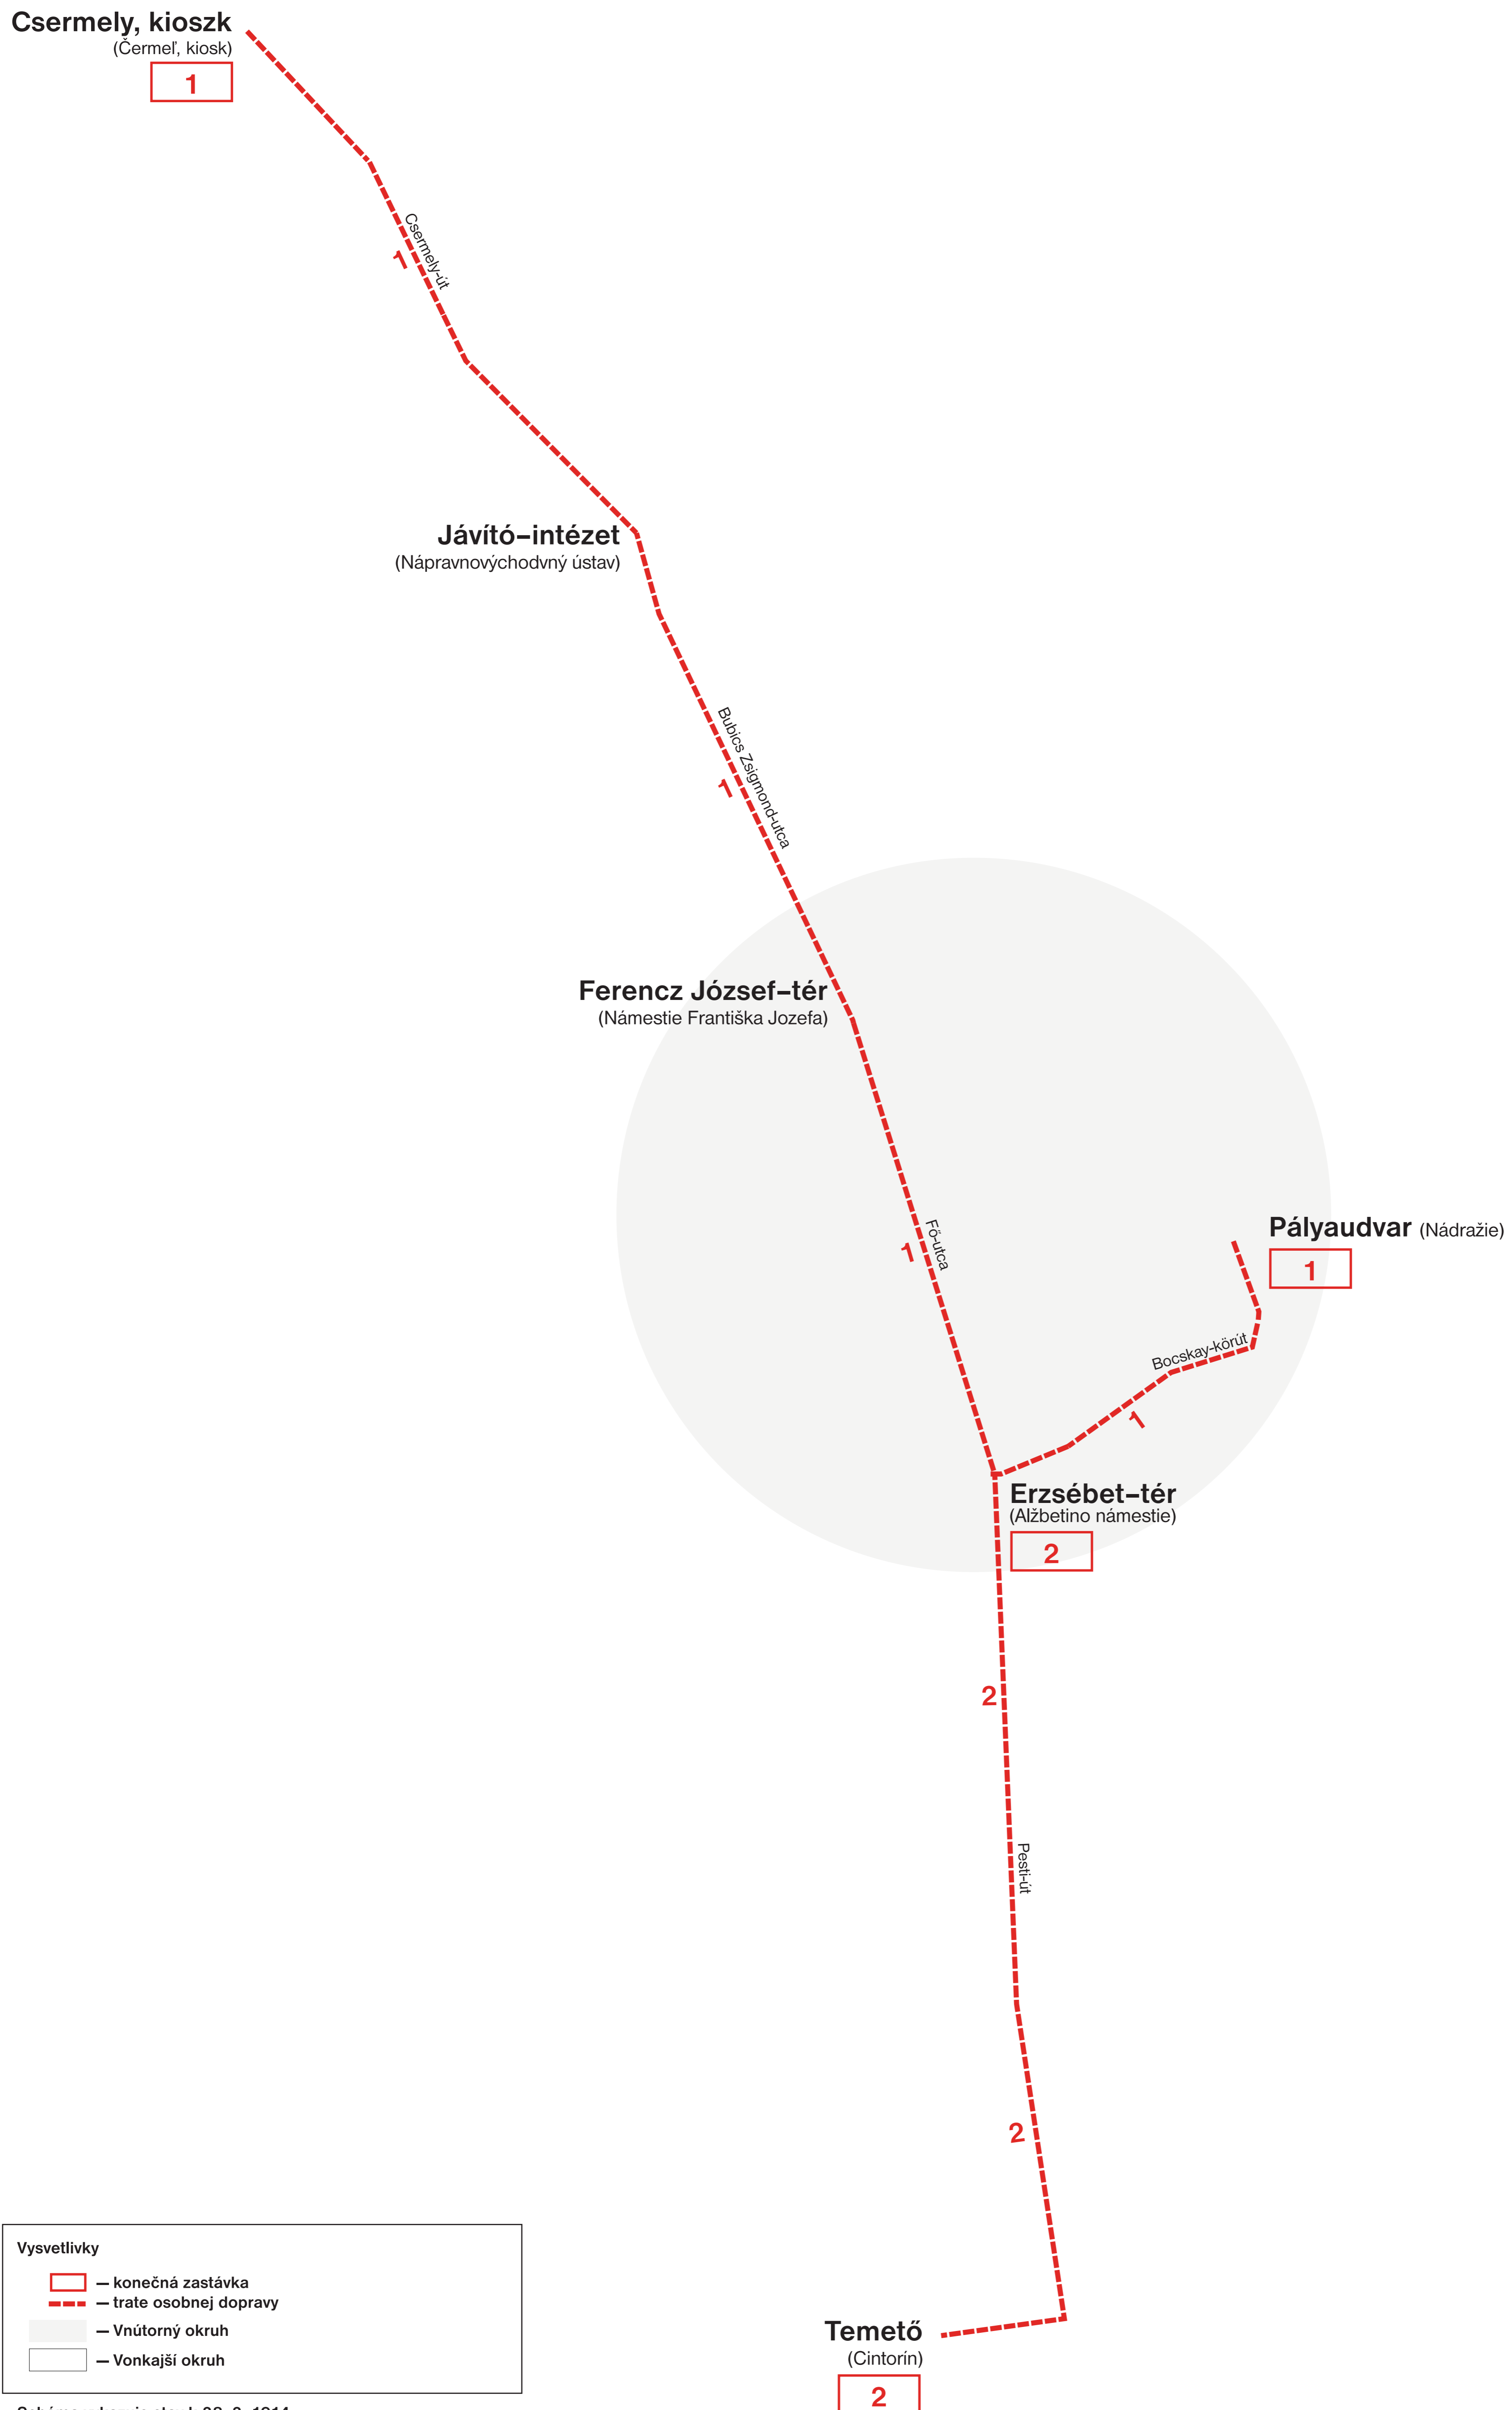 Csermely, kioszk
(Čermeľ, kiosk)
1
Csermely-út
1
Jávító–intézet
(Nápravnovýchodvný ústav)
Bubics Zsigmond-utca
1
Ferencz József–tér
(Námestie Františka Jozefa)
Fö-utca
1
Pályaudvar (Nádražie)
1
Bocskay-körút
1
Erzsébet–tér
(Alžbetino námestie)
2
2
Pesti-út
2
Temető
(Cintorín)
2
Vysvetlivky
— konečná zastávka
— trate osobnej dopravy
— Vnútorný okruh
— Vonkajší okruh